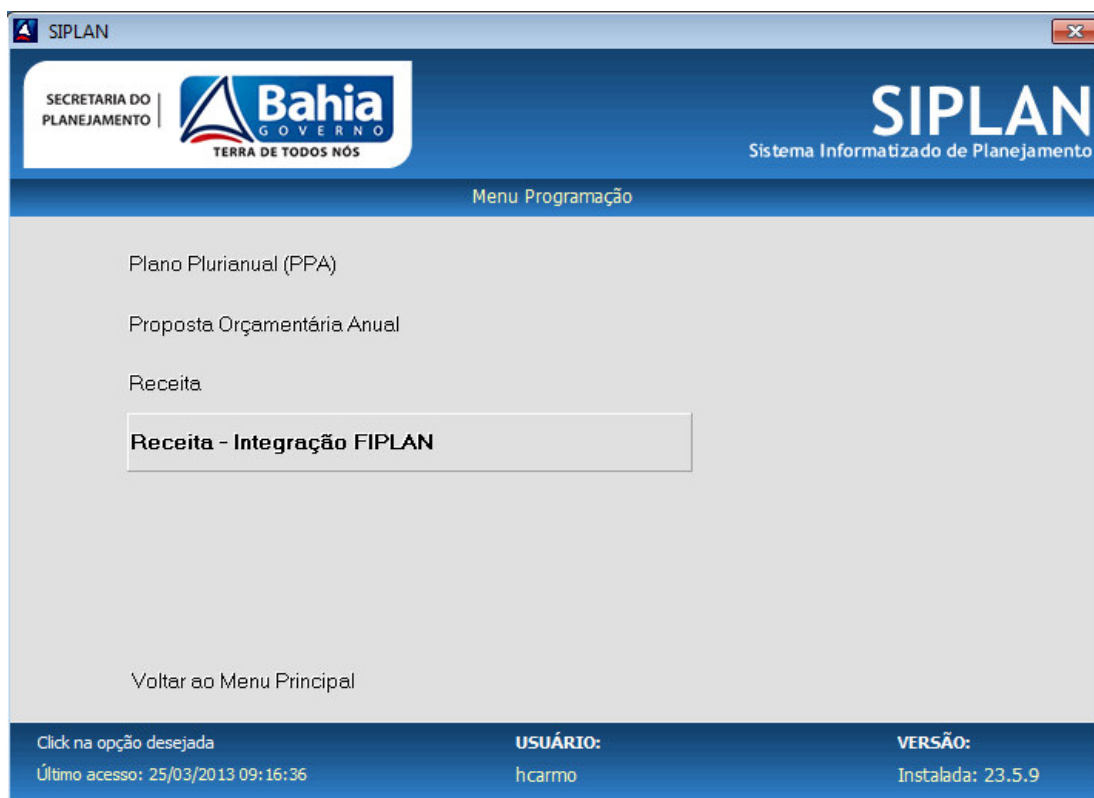 SIPLAN
SECRETARIA DO
PLANEJAMENTO
Bahia
GOVERNO
TERRA DE TODOS NÓS
SIPLAN
Sistema Informatizado de Planejamento
Menu Programação
Plano Plurianual (PPA)
Proposta Orçamentária Anual
Receita
Receita - Integração FIPLAN
Voltar ao Menu Principal
Click na opção desejada
USUÁRIO:
VERSÃO:
Último acesso: 25/03/2013 09:16:36
hcarmo
Instalada: 23.5.9